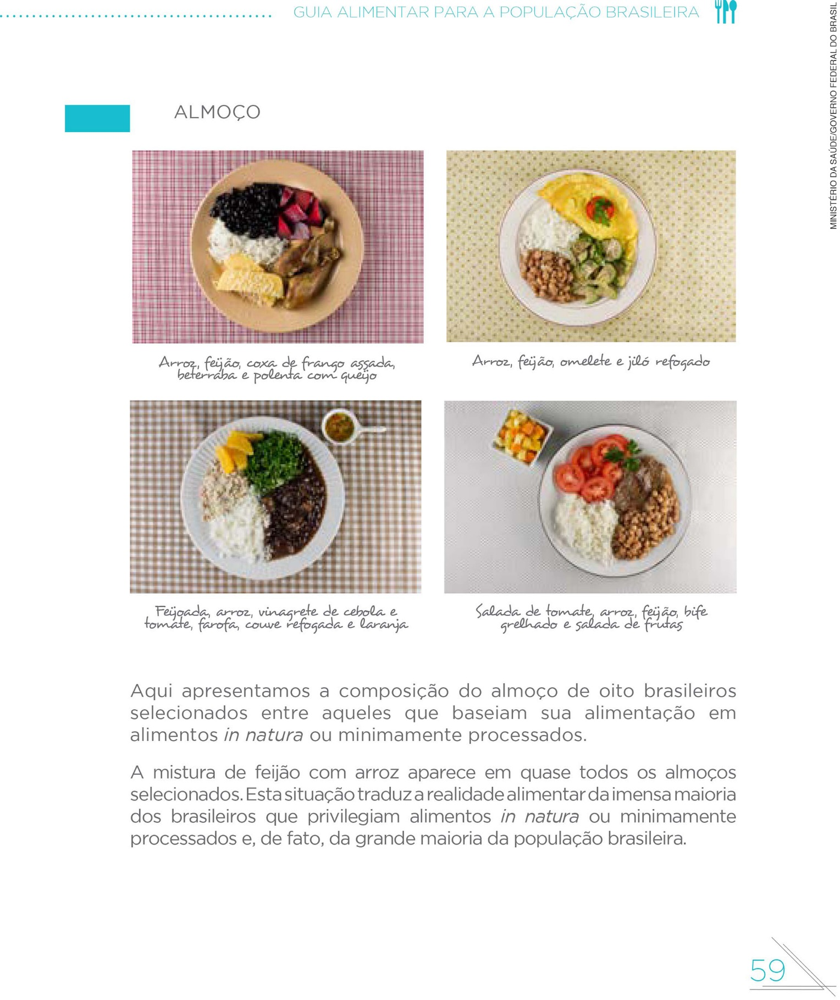 GUIA ALIMENTAR PARA A POPULAÇÃO BRASILEIRA
MINISTÉRIO DA SAÚDE/GOVERNO FEDERAL DO BRASIL
ALMOÇO
Arroz, feijão, coxa de frango assada,
beterraba e polenta com queijo
Arroz, feijão, omelete e jiló refogado
Feijoada, arroz, vinagrete de cebola e
tomate, farofa, couve refogada e laranja
Salada de tomate, arroz, feijão, bife
grelhado e salada de frutas
Aqui apresentamos a composição do almoço de oito brasileiros
selecionados entre aqueles que baseiam sua alimentação em
alimentos in natura ou minimamente processados.
A mistura de feijão com arroz aparece em quase todos os almoços
selecionados. Esta situação traduz a realidade alimentar da imensa maioria
dos brasileiros que privilegiam alimentos in natura ou minimamente
processados e, de fato, da grande maioria da população brasileira.
59